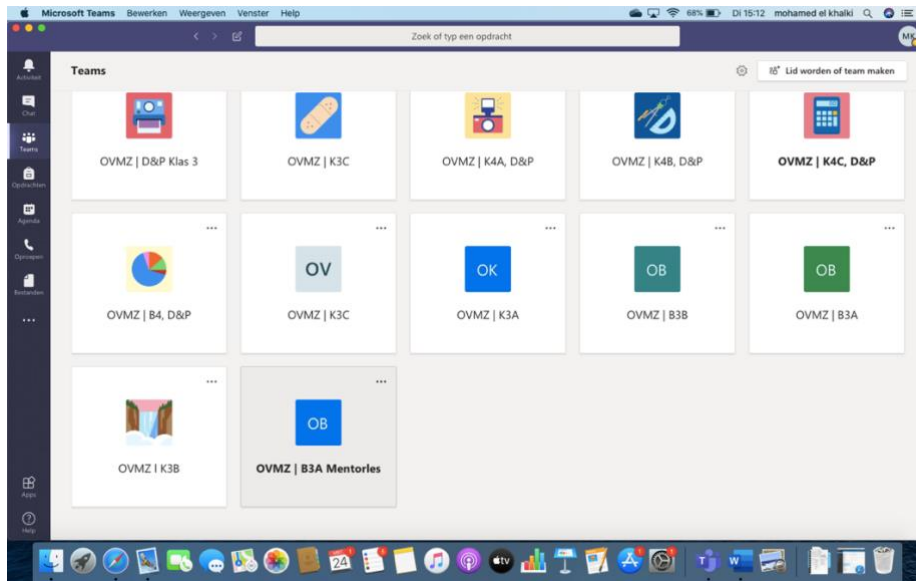 Microsoft Teams Bewerken Weergeven Venster Help 68% Di 15:12 mohamed el khalki
Zoek of typ een opdracht MK
Teams Lid worden of team maken
Activiteit
Chat
Teams
Opdrachten
Agenda
Oproepen
Bestanden
Apps
Help
OVMZ | D&P Klas 3 OVMZ | K3C OVMZ | K4A, D&P OVMZ | K4B, D&P OVMZ | K4C, D&P
OV OK OB OB
OVMZ | B4, D&P OVMZ | K3C OVMZ | K3A OVMZ | B3B OVMZ | B3A
OB
OVMZ I K3B OVMZ | B3A Mentorles
24 tv T W